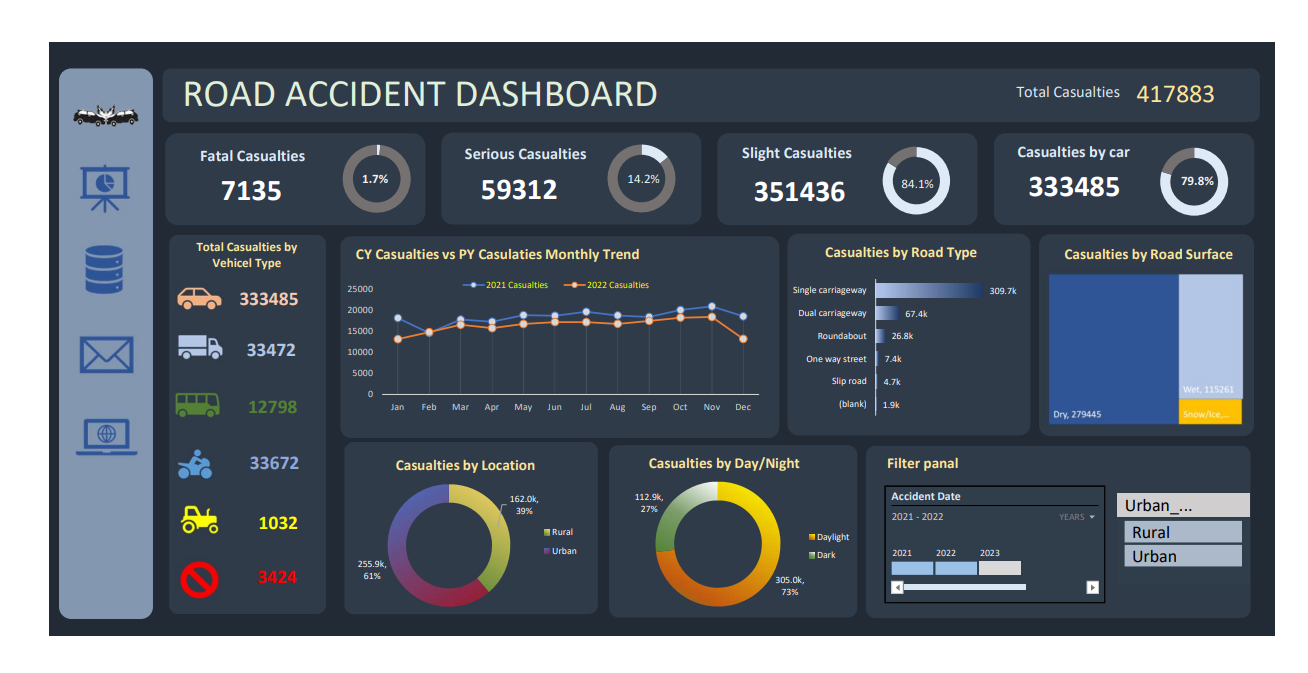 ROAD ACCIDENT DASHBOARD
Total Casualties 417883
Fatal Casualties
7135
1.7%
Serious Casualties
59312
14.2%
Slight Casualties
351436
84.1%
Casualties by car
333485
79.8%
Total Casualties by
Vehicel Type
333485
33472
12798
33672
1032
3424
CY Casualties vs PY Casulaties Monthly Trend
2021 Casualties 2022 Casualties
25000
20000
15000
10000
5000
0
Jan Feb Mar Apr May Jun Jul Aug Sep Oct Nov Dec
Casualties by Road Type
Single carriageway 309.7k
Dual carriageway 67.4k
Roundabout 26.8k
One way street 7.4k
Slip road 4.7k
(blank) 1.9k
Casualties by Road Surface
Dry, 279445
Wet, 115261
Snow/Ice,...
Casualties by Location
162.0k,
39%
255.9k,
61%
Rural
Urban
Casualties by Day/Night
112.9k,
27%
305.0k,
73%
Daylight
Dark
Filter panal
Accident Date
2021 - 2022 YEARS
2021 2022 2023
Urban_...
Rural
Urban